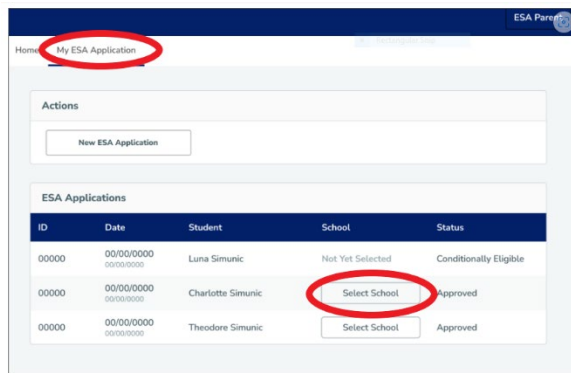 ESA Parent
Home My ESA Application
Actions
New ESA Application
ESA Applications
ID Date Student School Status
00000 00/00/0000 Luna Simunic Not Yet Selected Conditionally Eligible
00/00/0000
00000 00/00/0000 Charlotte Simunic Select School Approved
00/00/0000
00000 00/00/0000 Theodore Simunic Select School Approved
00/00/0000